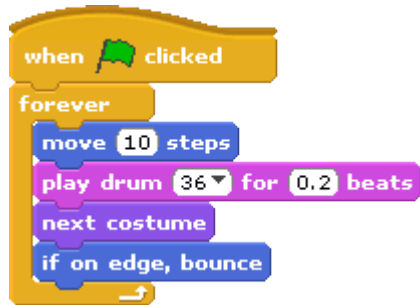 when clicked
forever
move 10 steps
play drum 36 for 0.2 beats
next costume
if on edge, bounce